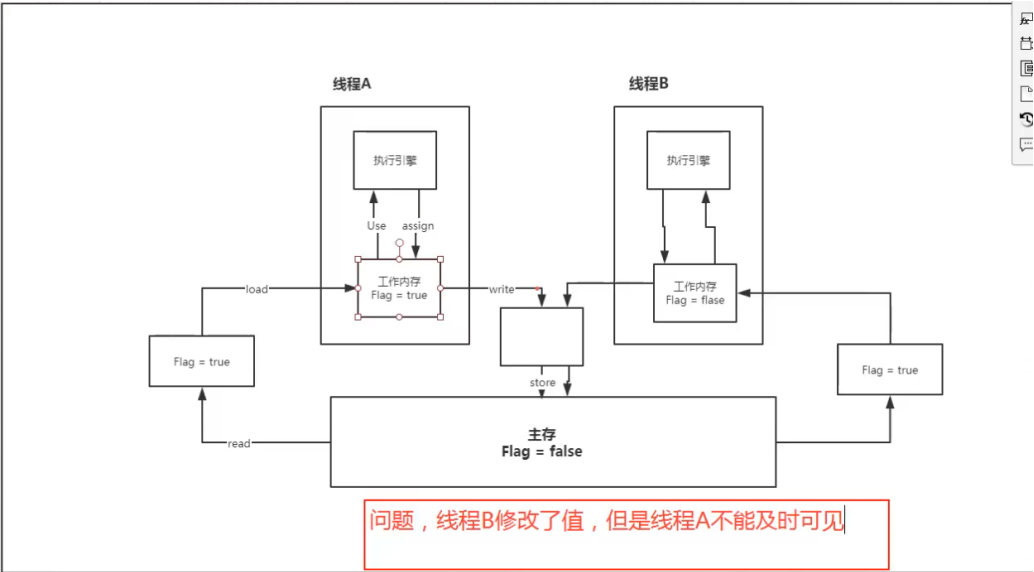 线程A
线程B
执行引擎
执行引擎
Use
assign
工作内存
Flag = true
工作内存
Flag = flase
load
write
Flag = true
Flag = true
store
read
主存
Flag = false
问题，线程B修改了值，但是线程A不能及时可见